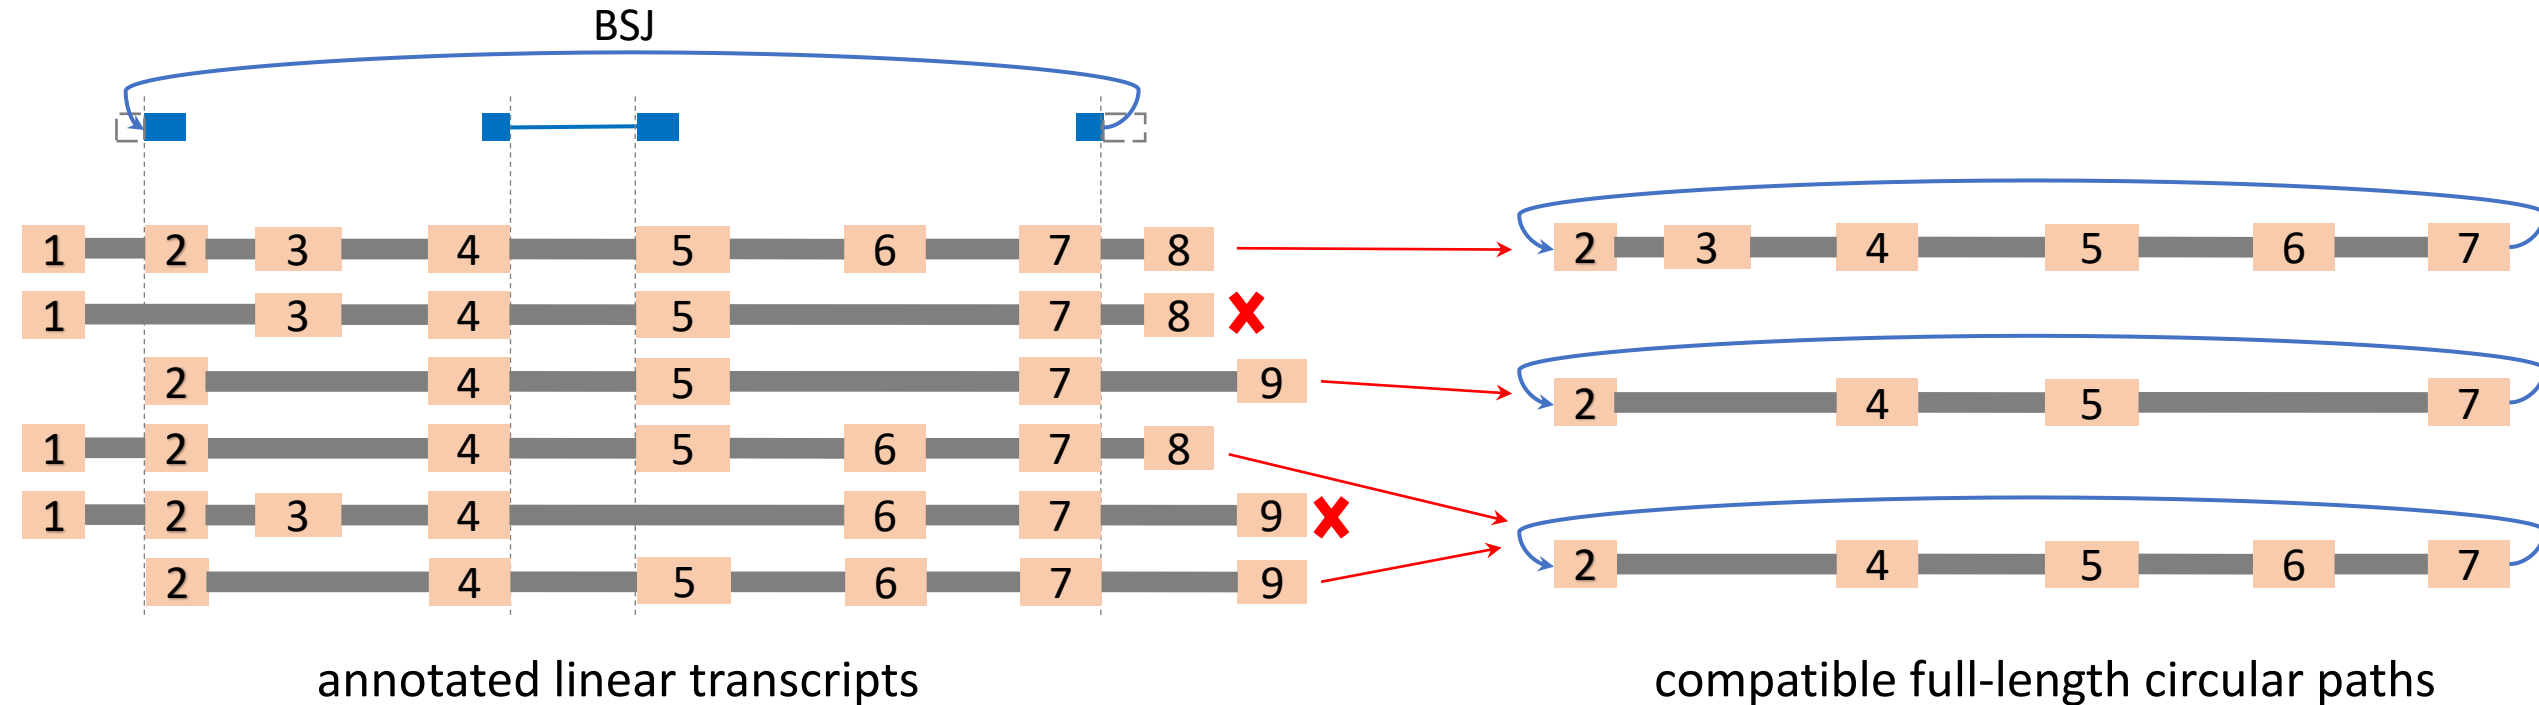 BSJ
1 2 3 4 5 6 7 8
2 3 4 5 6 7
1 3 4 5 7 8
2 4 5 7 9
2 4 5 7
1 2 4 5 6 7 8
1 2 3 4 6 7 9
2 4 5 6 7
2 4 5 6 7 9
annotated linear transcripts
compatible full-length circular paths